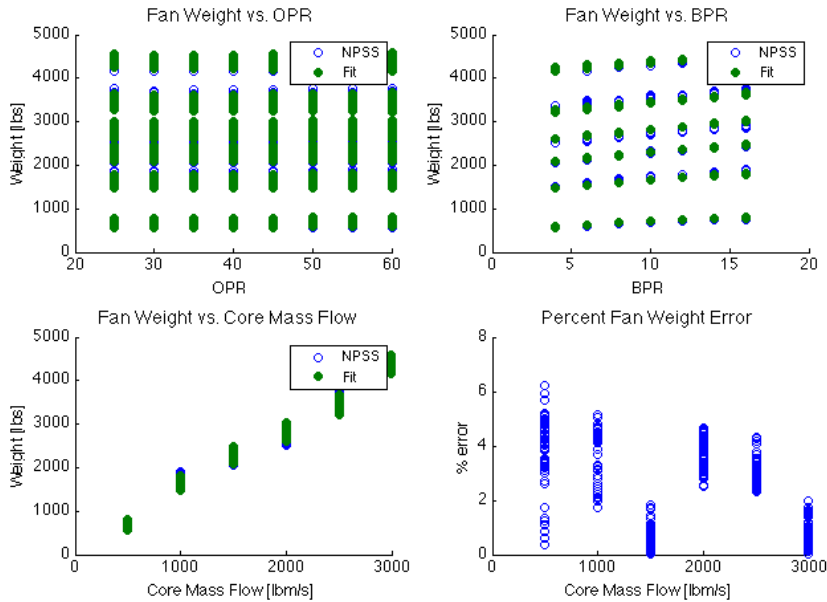 Fan Weight vs. OPR
Weight [lbs]
5000
4000
3000
2000
1000
0
NPSS
Fit
20 30 40 50 60
OPR
Fan Weight vs. BPR
Weight [lbs]
5000
4000
3000
2000
1000
0
NPSS
Fit
0 5 10 15 20
BPR
Fan Weight vs. Core Mass Flow
Weight [lbs]
5000
4000
3000
2000
1000
0
NPSS
Fit
0 1000 2000 3000
Core Mass Flow [lbm/s]
Percent Fan Weight Error
% error
8
6
4
2
0
0 1000 2000 3000
Core Mass Flow [lbm/s]